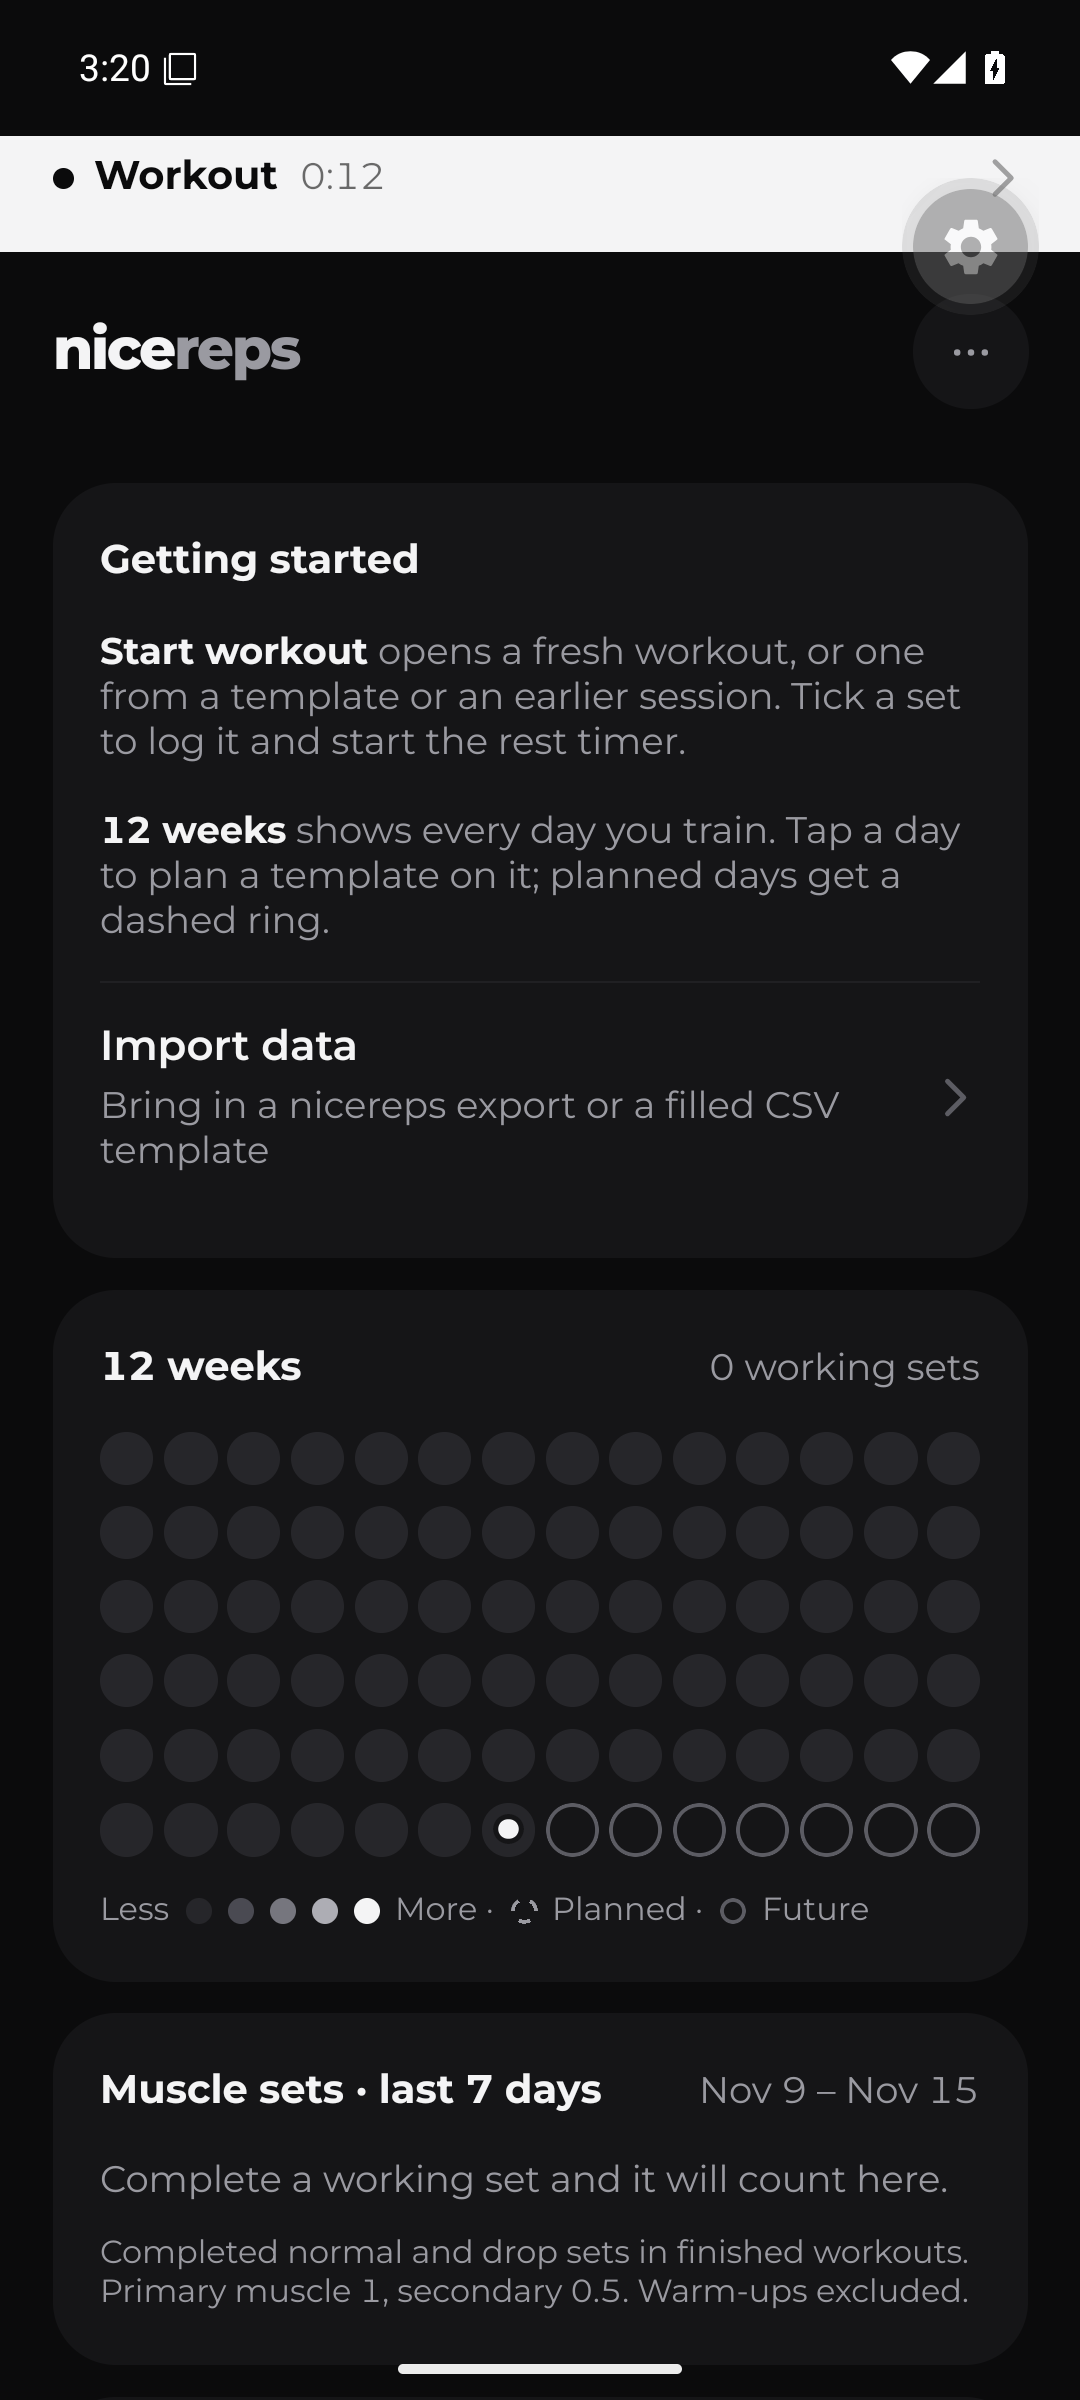 3:20
Workout 0:12
nicereps
Getting started
Start workout opens a fresh workout, or one
from a template or an earlier session. Tick a set
to log it and start the rest timer.
12 weeks shows every day you train. Tap a day
to plan a template on it; planned days get a
dashed ring.
Import data
Bring in a nicereps export or a filled CSV
template
12 weeks 0 working sets
Less More · Planned · Future
Muscle sets · last 7 days Nov 9 – Nov 15
Complete a working set and it will count here.
Completed normal and drop sets in finished workouts.
Primary muscle 1, secondary 0.5. Warm-ups excluded.